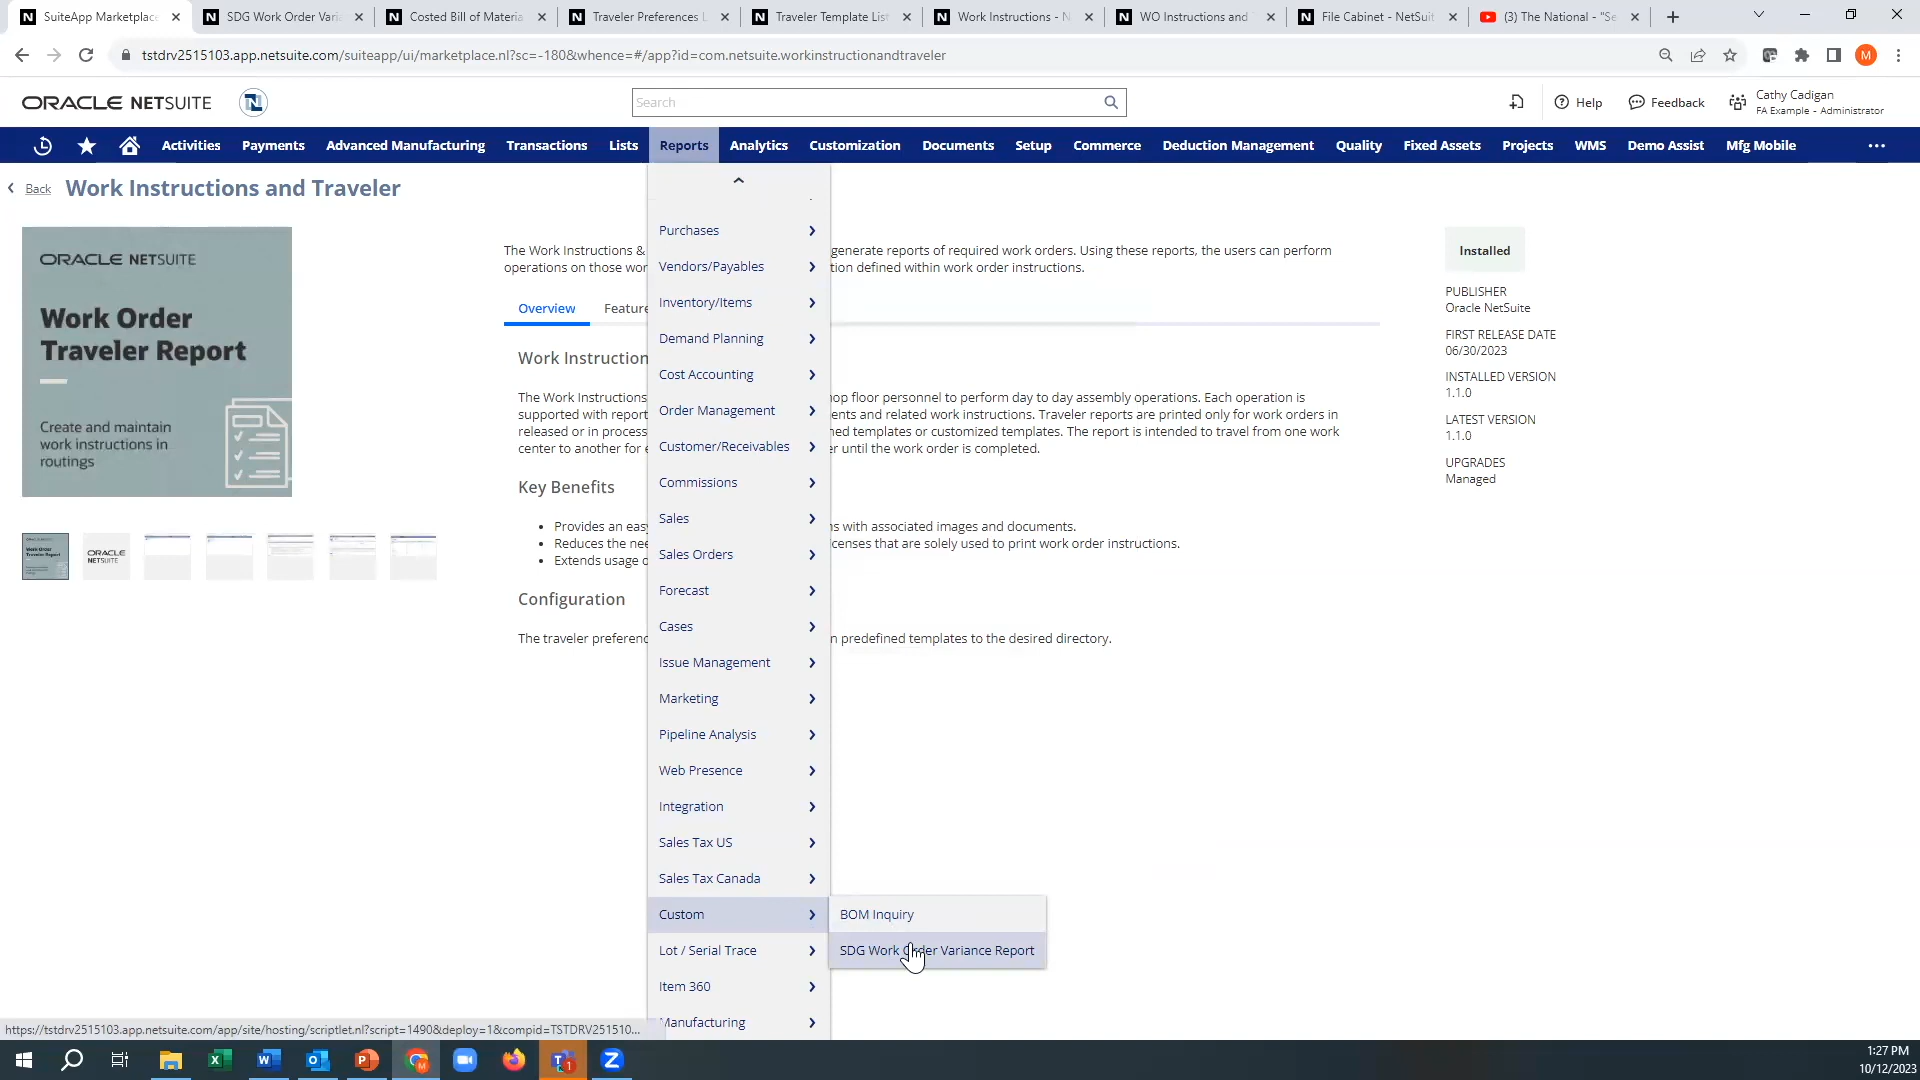 SuiteApp Marketplace
SDG Work Order Varia
Costed Bill of Materia
Traveler Preferences L
Traveler Template List
Work Instructions - N
WO Instructions and
File Cabinet - NetSuit
(3) The National - "Se
tstdrv2515103.app.netsuite.com/suiteapp/ui/marketplace.nl?sc=-180&whence=#/app?id=com.netsuite.workinstructionandtraveler
M
ORACLE NETSUITE
N
Search
Help
Feedback
Cathy Cadigan
FA Example - Administrator
Activities
Payments
Advanced Manufacturing
Transactions
Lists
Reports
Analytics
Customization
Documents
Setup
Commerce
Deduction Management
Quality
Fixed Assets
Projects
WMS
Demo Assist
Mfg Mobile
Back
Work Instructions and Traveler
ORACLE NETSUITE
Work Order
Traveler Report
Create and maintain
work instructions in
routings
The Work Instructions & generate reports of required work orders. Using these reports, the users can perform
operations on those wor tion defined within work order instructions.
Overview
Feature
Work Instruction
The Work Instructions op floor personnel to perform day to day assembly operations. Each operation is
supported with report ents and related work instructions. Traveler reports are printed only for work orders in
released or in process ned templates or customized templates. The report is intended to travel from one work
center to another for e r until the work order is completed.
Key Benefits
• Provides an easy s with associated images and documents.
• Reduces the nee censes that are solely used to print work order instructions.
• Extends usage o
Configuration
The traveler preferenc n predefined templates to the desired directory.
Installed
PUBLISHER
Oracle NetSuite
FIRST RELEASE DATE
06/30/2023
INSTALLED VERSION
1.1.0
LATEST VERSION
1.1.0
UPGRADES
Managed
Purchases
Vendors/Payables
Inventory/Items
Demand Planning
Cost Accounting
Order Management
Customer/Receivables
Commissions
Sales
Sales Orders
Forecast
Cases
Issue Management
Marketing
Pipeline Analysis
Web Presence
Integration
Sales Tax US
Sales Tax Canada
Custom
Lot / Serial Trace
Item 360
Manufacturing
BOM Inquiry
SDG Work Order Variance Report
https://tstdrv2515103.app.netsuite.com/app/site/hosting/scriptlet.nl?script=1490&deploy=1&compid=TSTDRV251510...
1:27 PM
10/12/2023